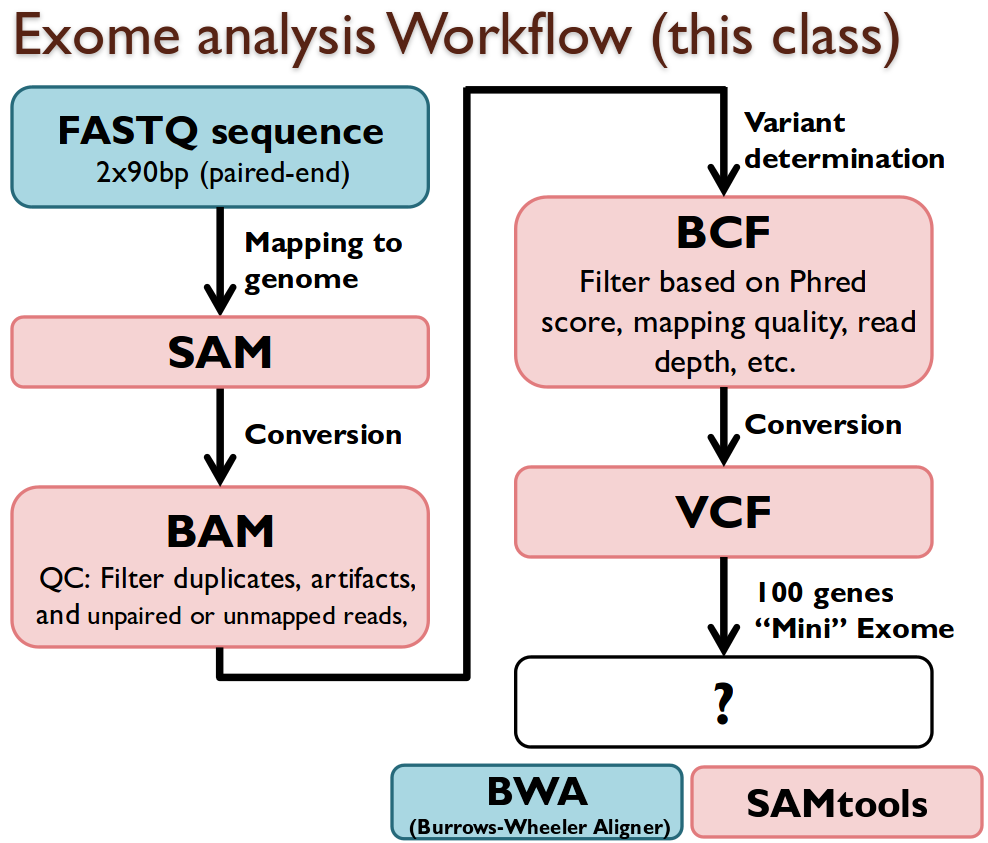 Exome analysis Workflow (this class)
FASTQ sequence
2x90bp (paired-end)
Mapping to
genome
SAM
Conversion
BAM
QC: Filter duplicates, artifacts,
and unpaired or unmapped reads,
Variant
determination
BCF
Filter based on Phred
score, mapping quality, read
depth, etc.
Conversion
VCF
100 genes
“Mini” Exome
?
BWA
(Burrows-Wheeler Aligner)
SAMtools